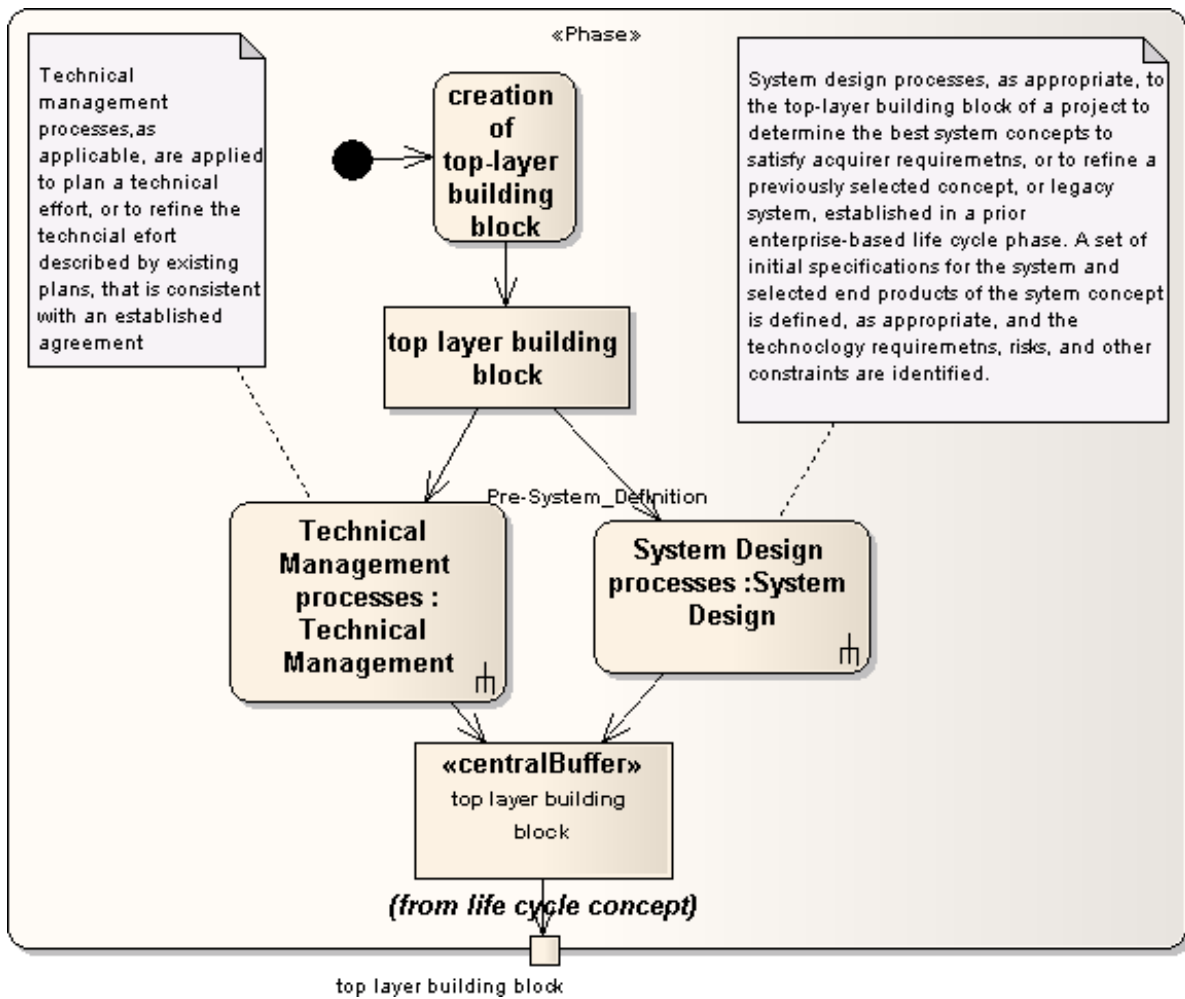 «Phase»
Technical
management
processes,as
applicable, are applied
to plan a technical
effort, or to refine the
techncial efort
described by existing
plans, that is consistent
with an established
agreement
creation
of
top-layer
building
block
System design processes, as appropriate, to
the top-layer building block of a project to
determine the best system concepts to
satisfy acquirer requiremetns, or to refine a
previously selected concept, or legacy
system, established in a prior
enterprise-based life cycle phase. A set of
initial specifications for the system and
selected end products of the sytem concept
is defined, as appropriate, and the
technoclogy requiremetns, risks, and other
constraints are identified.
top layer building
block
Pre-System_Definition
Technical
Management
processes :
Technical
Management
System Design
processes :System
Design
«centralBuffer»
top layer building
block
(from life cycle concept)
top layer building block